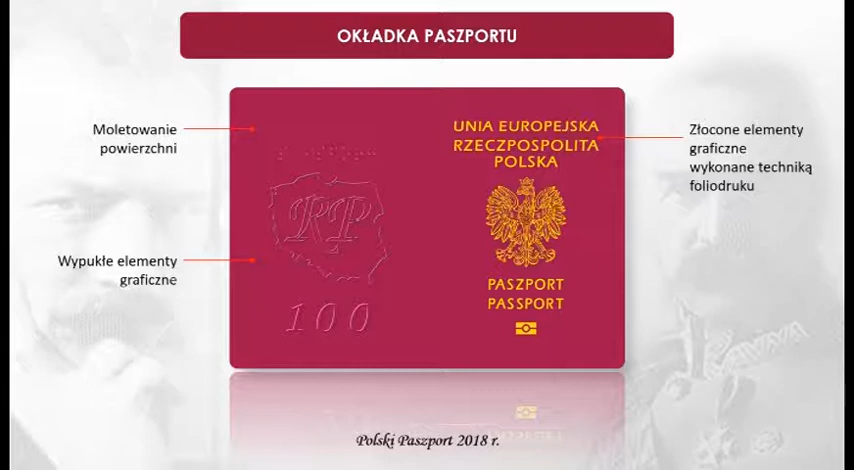 OKŁADKA PASZPORTU
Moletowanie
powierzchni
Wypukłe elementy
graficzne
RP
100
UNIA EUROPEJSKA
RZECZPOSPOLITA
POLSKA
PASZPORT
PASSPORT
Złocone elementy
graficzne
wykonane techniką
foliodruku
Polski Paszport 2018 r.